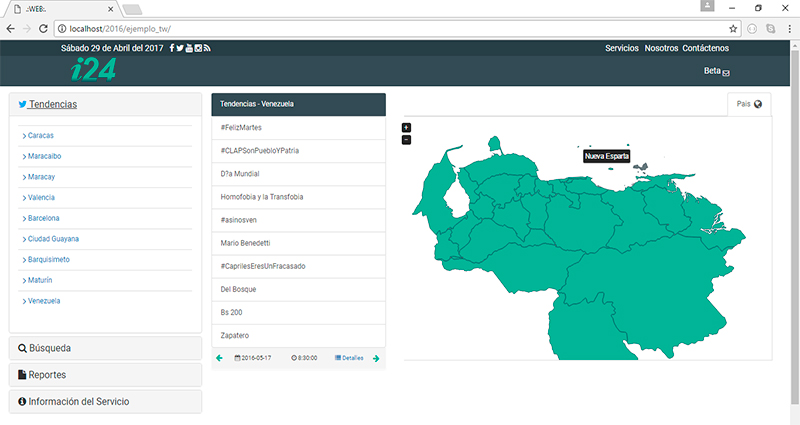 .:WEB:.
localhost/2016/ejemplo_tw/
Sábado 29 de Abril del 2017
Servicios Nosotros Contáctenos
i24
Beta
Tendencias
Caracas
Maracaibo
Maracay
Valencia
Barcelona
Ciudad Guayana
Barquisimeto
Maturín
Venezuela
Búsqueda
Reportes
Información del Servicio
Tendencias - Venezuela
#FelizMartes
#CLAPSonPuebloYPatria
D?a Mundial
Homofobia y la Transfobia
#asinosven
Mario Benedetti
#CaprilesEresUnFracasado
Del Bosque
Bs 200
Zapatero
2016-05-17 8:30:00 Detalles
Pais
+
−
Nueva Esparta